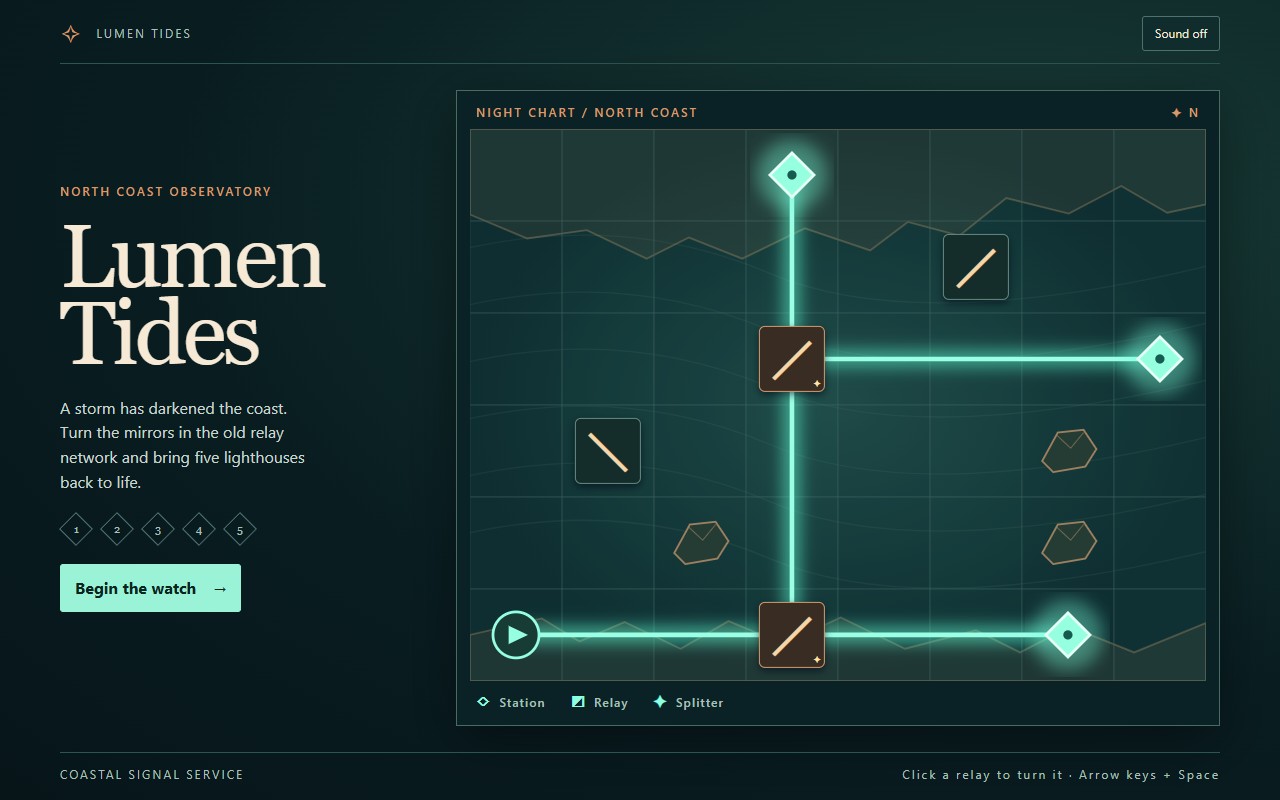 LUMEN TIDES
Sound off
NORTH COAST OBSERVATORY
Lumen
Tides
A storm has darkened the coast.
Turn the mirrors in the old relay
network and bring five lighthouses
back to life.
1 2 3 4 5
Begin the watch →
NIGHT CHART / NORTH COAST
✦ N
Station
Relay
Splitter
COASTAL SIGNAL SERVICE
Click a relay to turn it · Arrow keys + Space